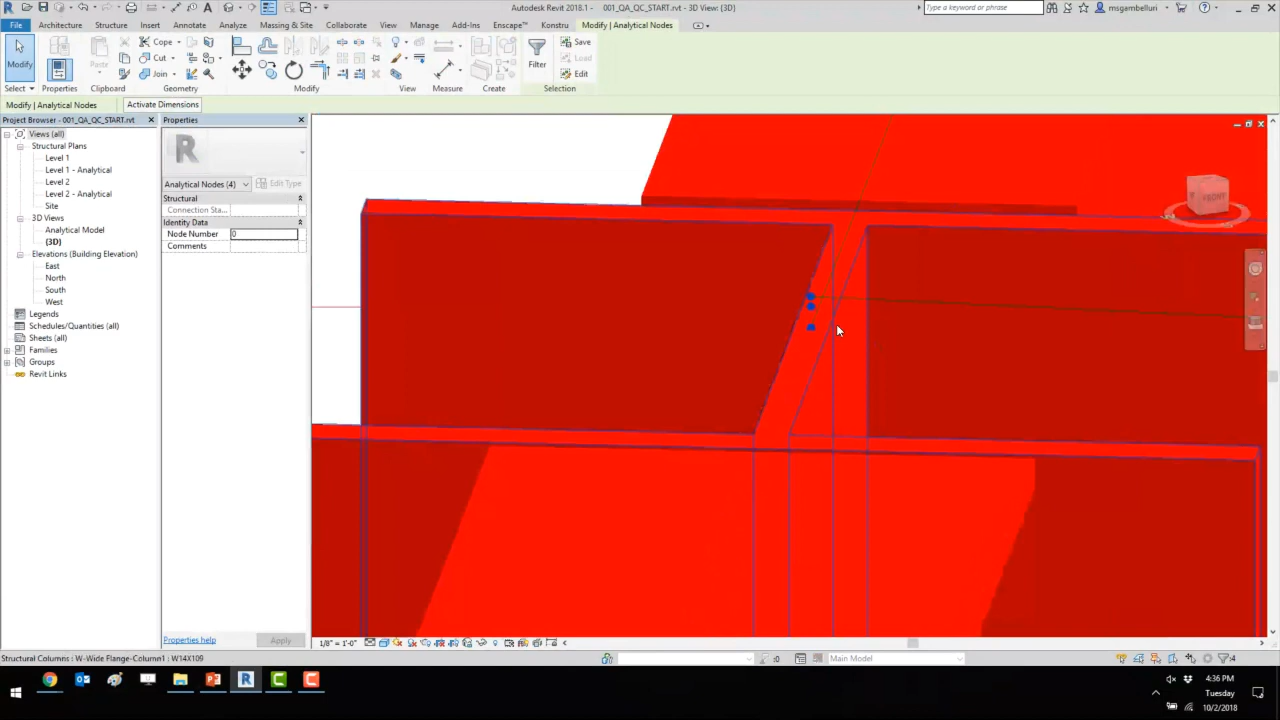 Autodesk Revit 2018.1 - 001_QA_QC_START.rvt - 3D View: {3D}
Type a keyword or phrase
msgambelluri
File Architecture Structure Insert Annotate Analyze Massing & Site Collaborate View Manage Add-Ins Enscape™ Konstru Modify | Analytical Nodes
Modify
Paste
Cope
Cut
Join
Filter
Save
Load
Edit
Select Properties Clipboard Geometry Modify View Measure Create Selection
Modify | Analytical Nodes Activate Dimensions
Project Browser - 001_QA_QC_START.rvt
Views (all)
Structural Plans
Level 1
Level 1 - Analytical
Level 2
Level 2 - Analytical
Site
3D Views
Analytical Model
{3D}
Elevations (Building Elevation)
East
North
South
West
Legends
Schedules/Quantities (all)
Sheets (all)
Families
Groups
Revit Links
Properties
R
Analytical Nodes (4) Edit Type
Structural
Connection Sta...
Identity Data
Node Number 0
Comments
Properties help Apply
FRONT
1/8" = 1'-0"
Structural Columns : W-Wide Flange-Column1 : W14X109
:0
Main Model
:4
4:36 PM
Tuesday
10/2/2018